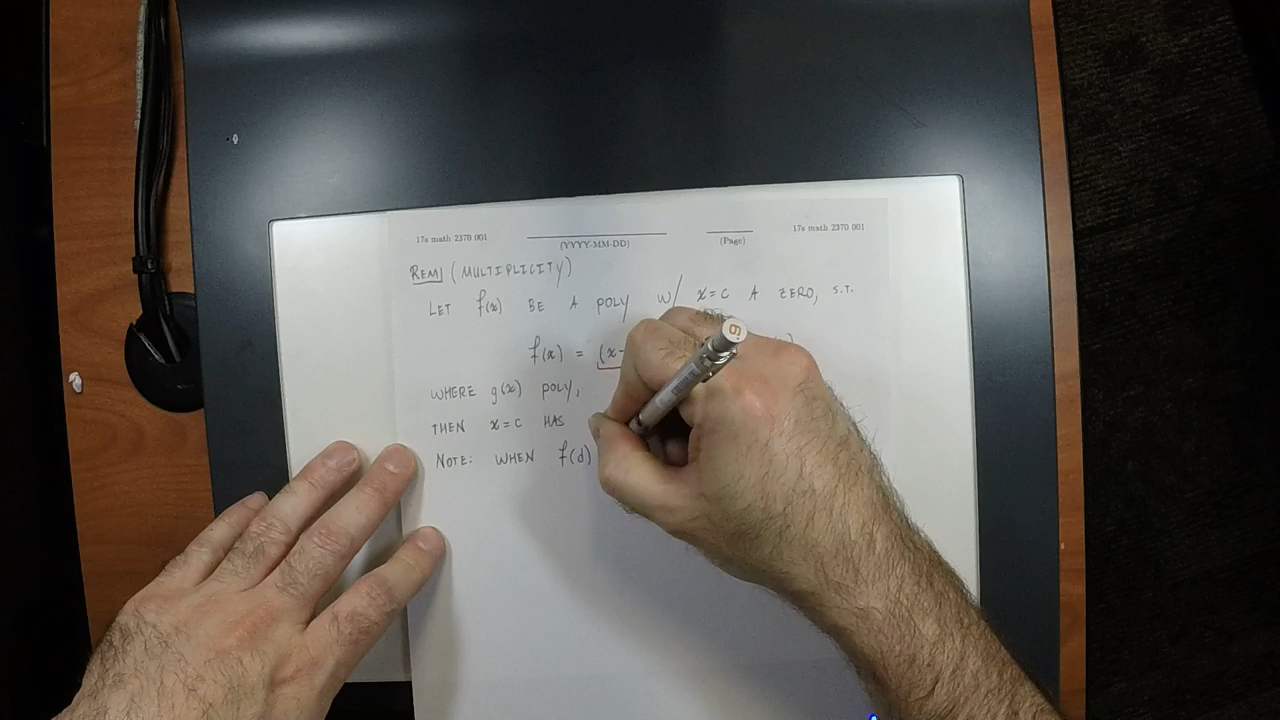 17s math 2370 001 (YYYY-MM-DD) (Page) 17s math 2370 001
REM (MULTIPLICITY)
LET f(x) BE A POLY W/ x=c A ZERO, S.T.
f(x) = (x-
WHERE g(x) POLY,
THEN x=c HAS
NOTE: WHEN f(d)
6